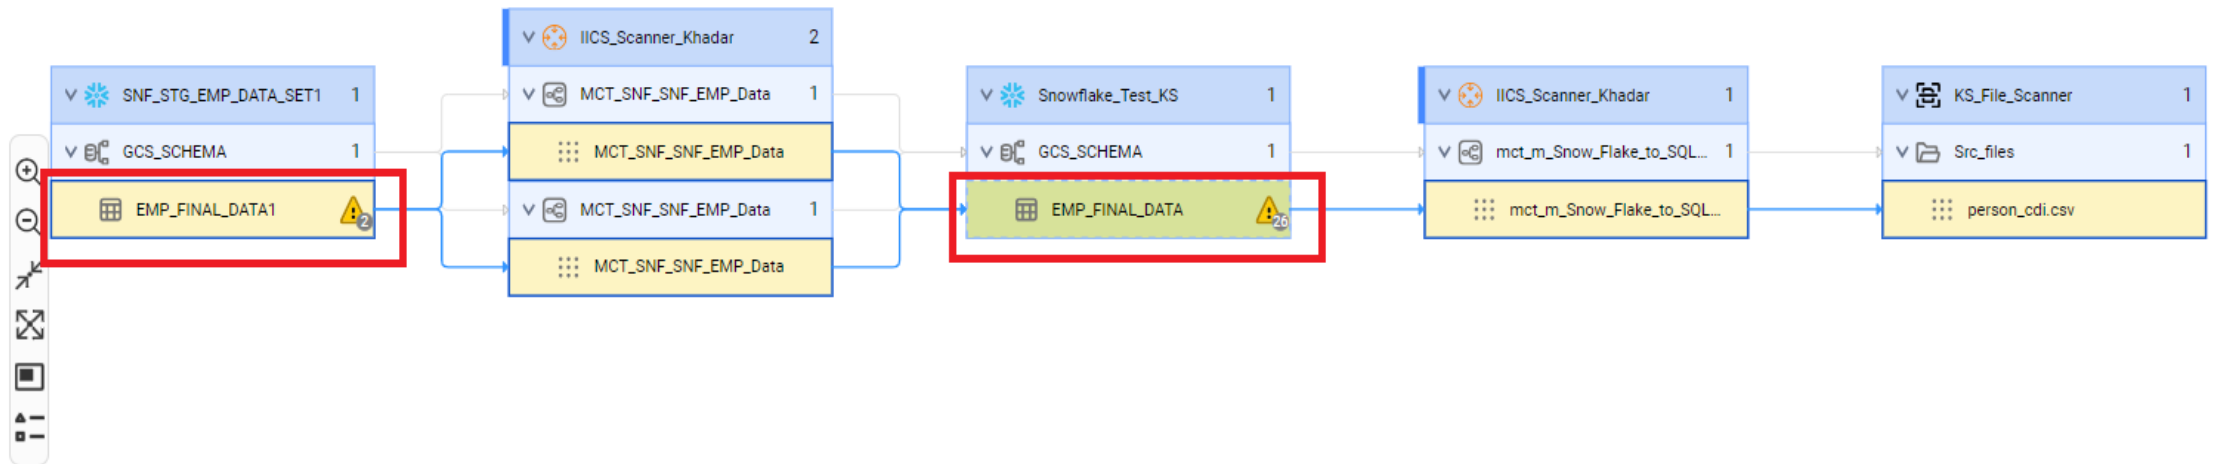 SNF_STG_EMP_DATA_SET1 1
GCS_SCHEMA 1
EMP_FINAL_DATA1 2
IICS_Scanner_Khadar 2
MCT_SNF_SNF_EMP_Data 1
MCT_SNF_SNF_EMP_Data
MCT_SNF_SNF_EMP_Data 1
MCT_SNF_SNF_EMP_Data
Snowflake_Test_KS 1
GCS_SCHEMA 1
EMP_FINAL_DATA 26
IICS_Scanner_Khadar 1
mct_m_Snow_Flake_to_SQL... 1
mct_m_Snow_Flake_to_SQL...
KS_File_Scanner 1
Src_files 1
person_cdi.csv